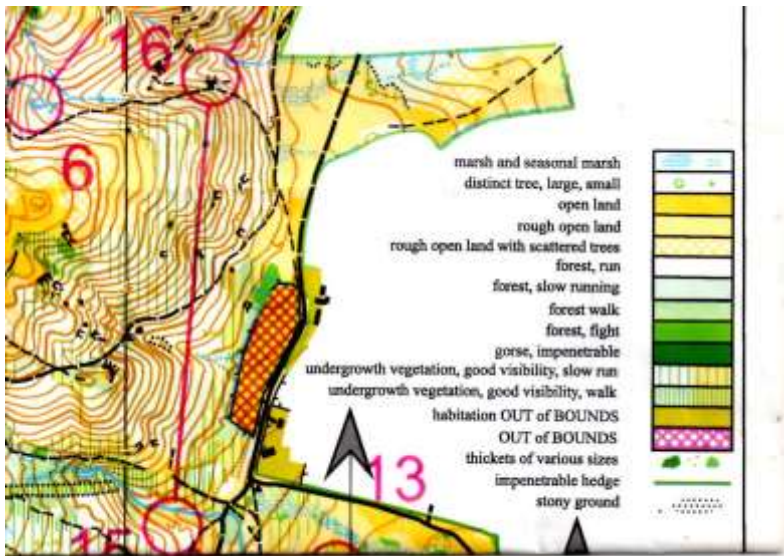 16
6
marsh and seasonal marsh
distinct tree, large, small
open land
rough open land
rough open land with scattered trees
forest, run
forest, slow running
forest walk
forest, fight
gorse, impenetrable
undergrowth vegetation, good visibility, slow run
undergrowth vegetation, good visibility, walk
habitation OUT of BOUNDS
OUT of BOUNDS
thickets of various sizes
impenetrable hedge
stony ground
13
15